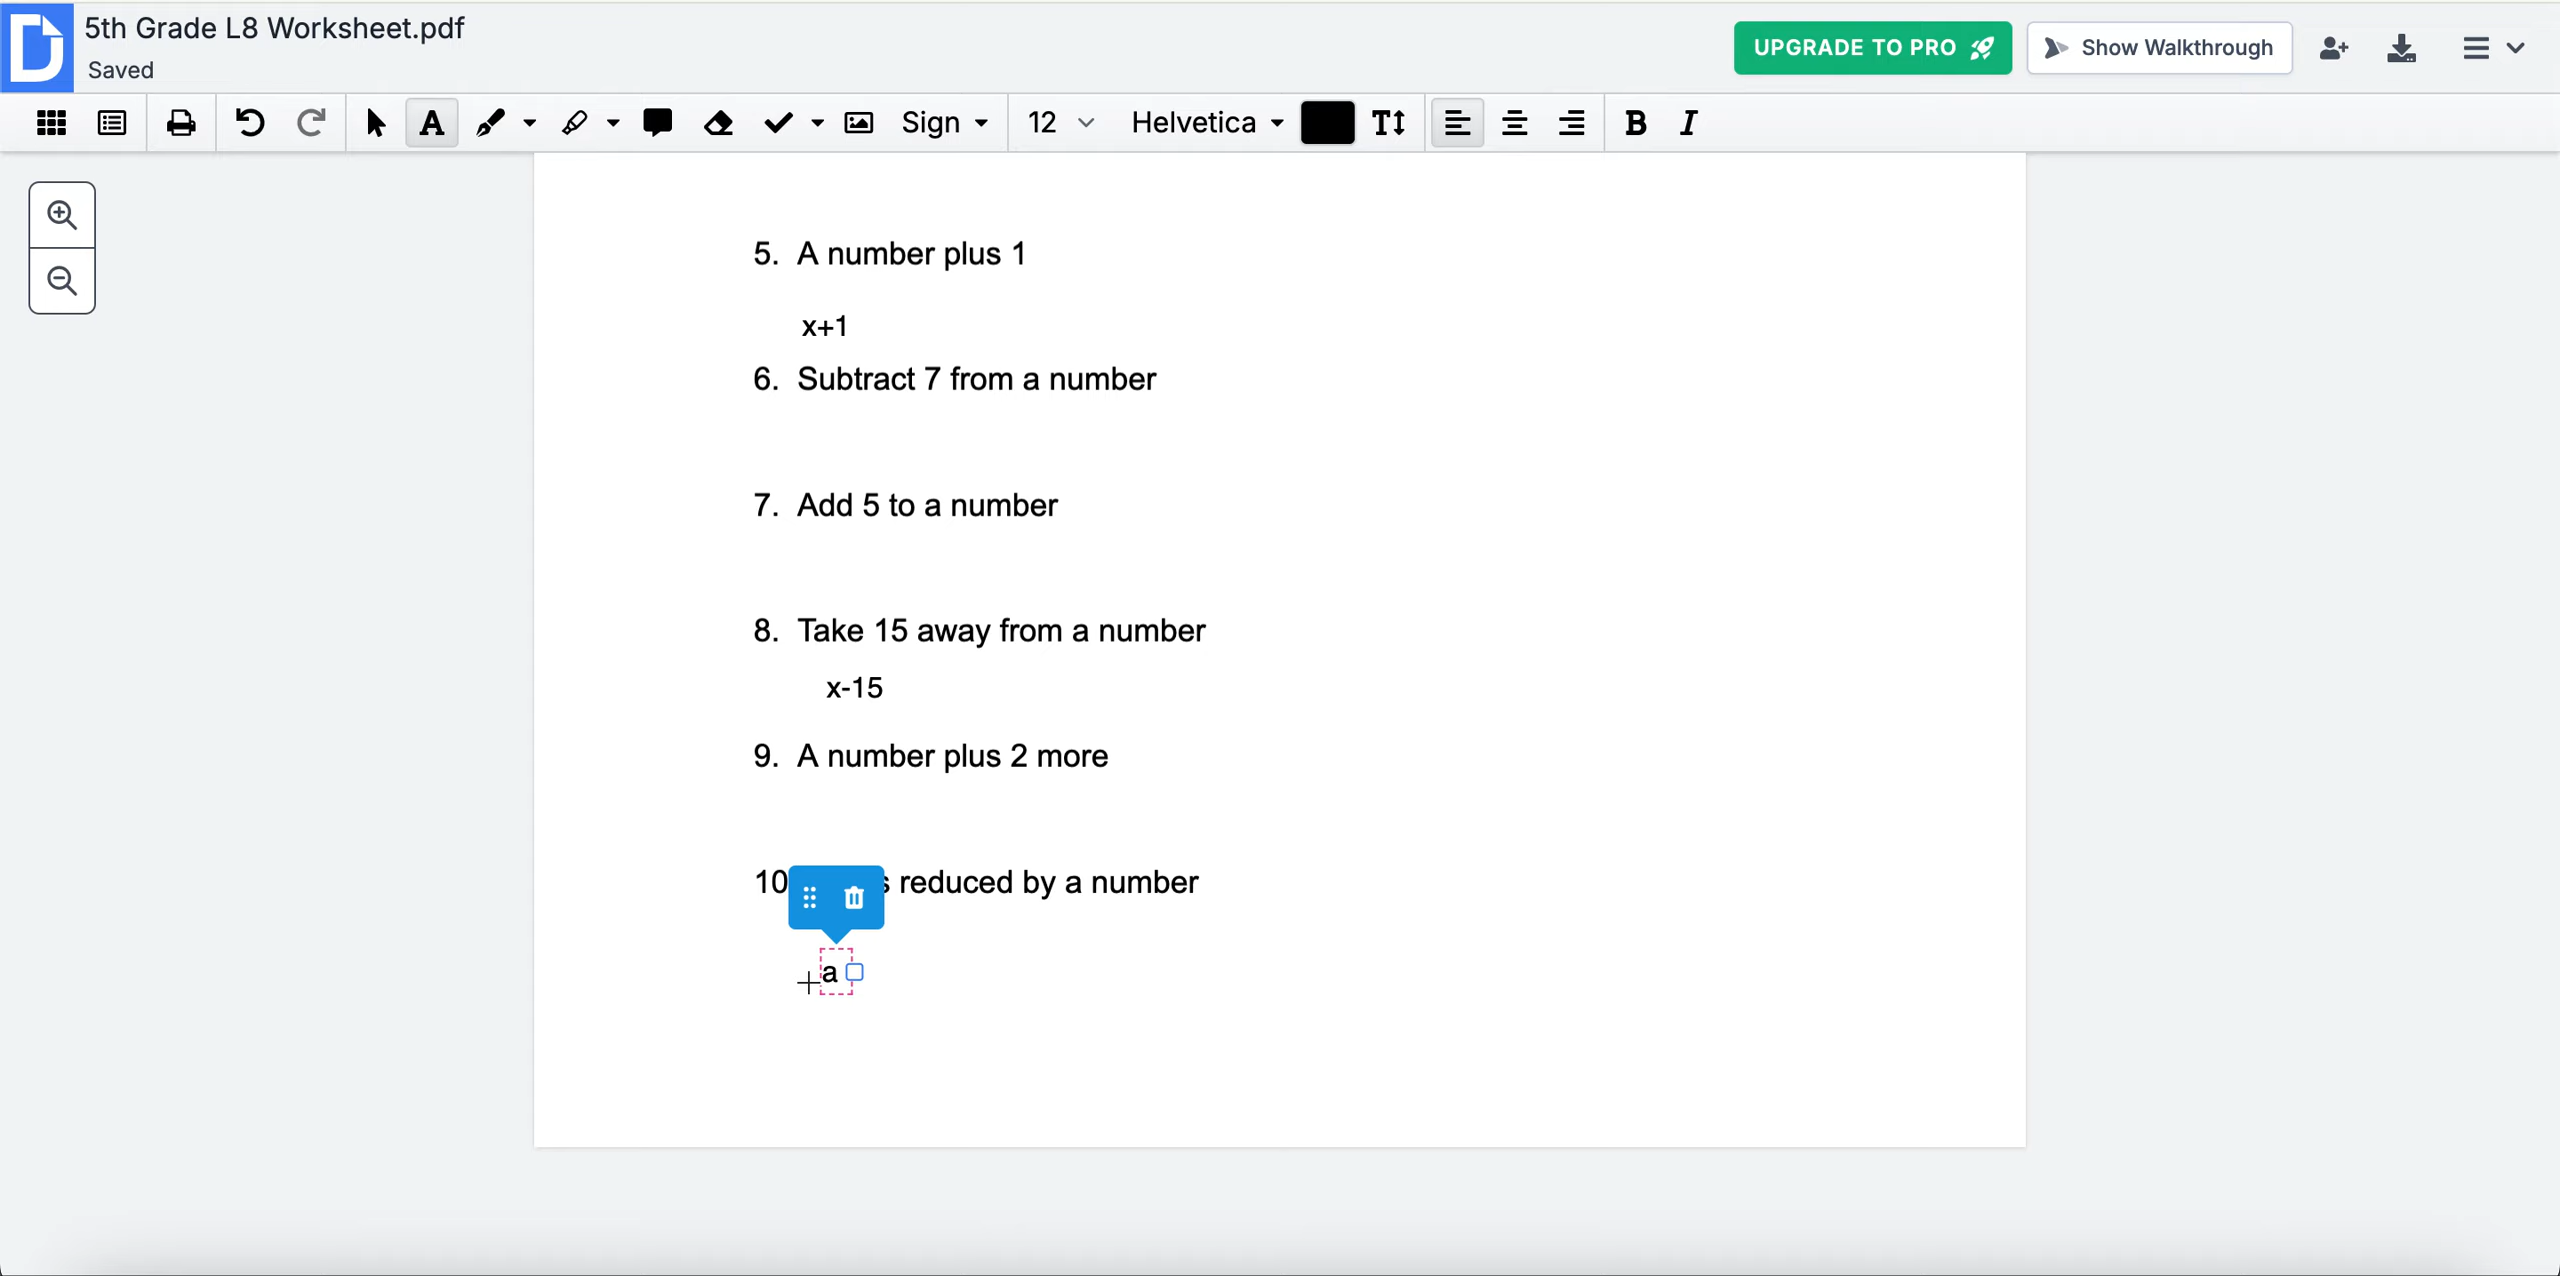 5th Grade L8 Worksheet.pdf
Saved
UPGRADE TO PRO
Show Walkthrough
A
Sign
12
Helvetica
T
B
I
5. A number plus 1
x+1
6. Subtract 7 from a number
7. Add 5 to a number
8. Take 15 away from a number
x-15
9. A number plus 2 more
10 reduced by a number
a